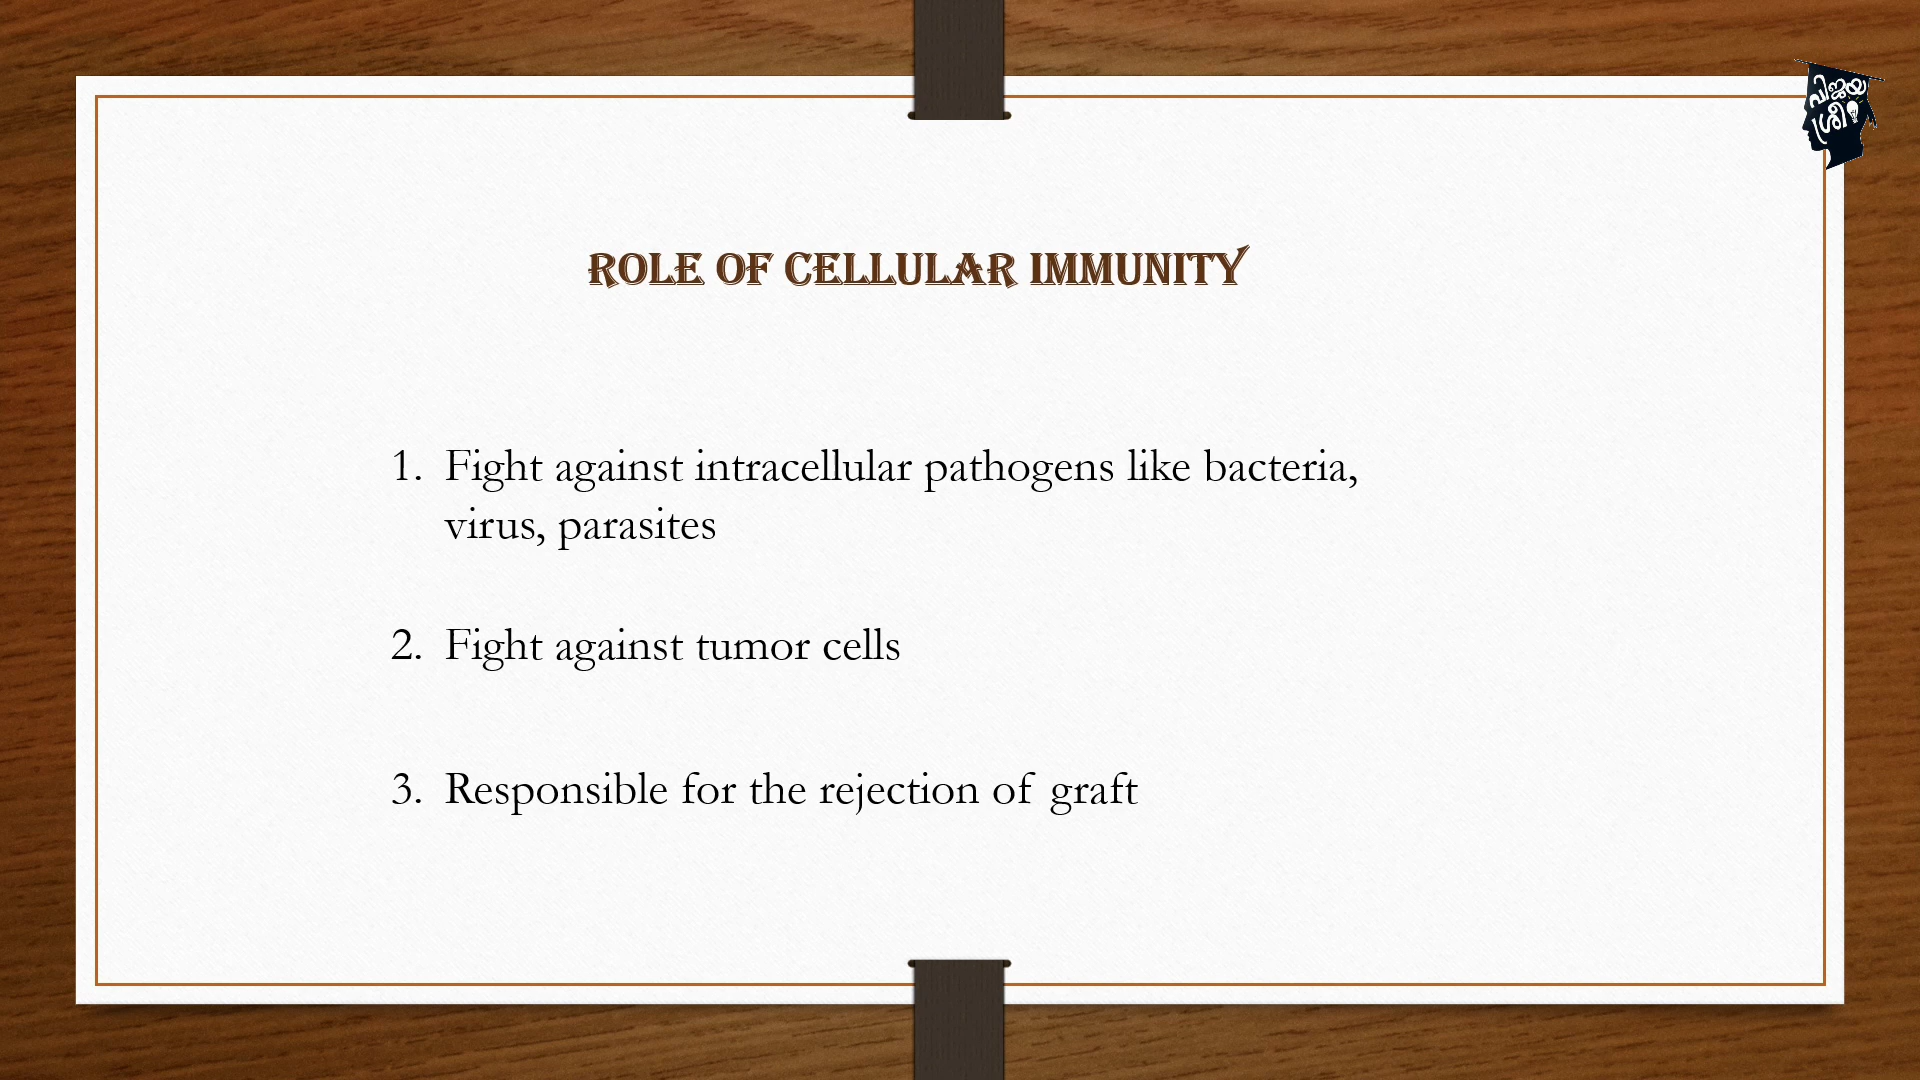 വിജയ
ശ്രീ
ROLE OF CELLULAR IMMUNITY
1. Fight against intracellular pathogens like bacteria,
virus, parasites
2. Fight against tumor cells
3. Responsible for the rejection of graft